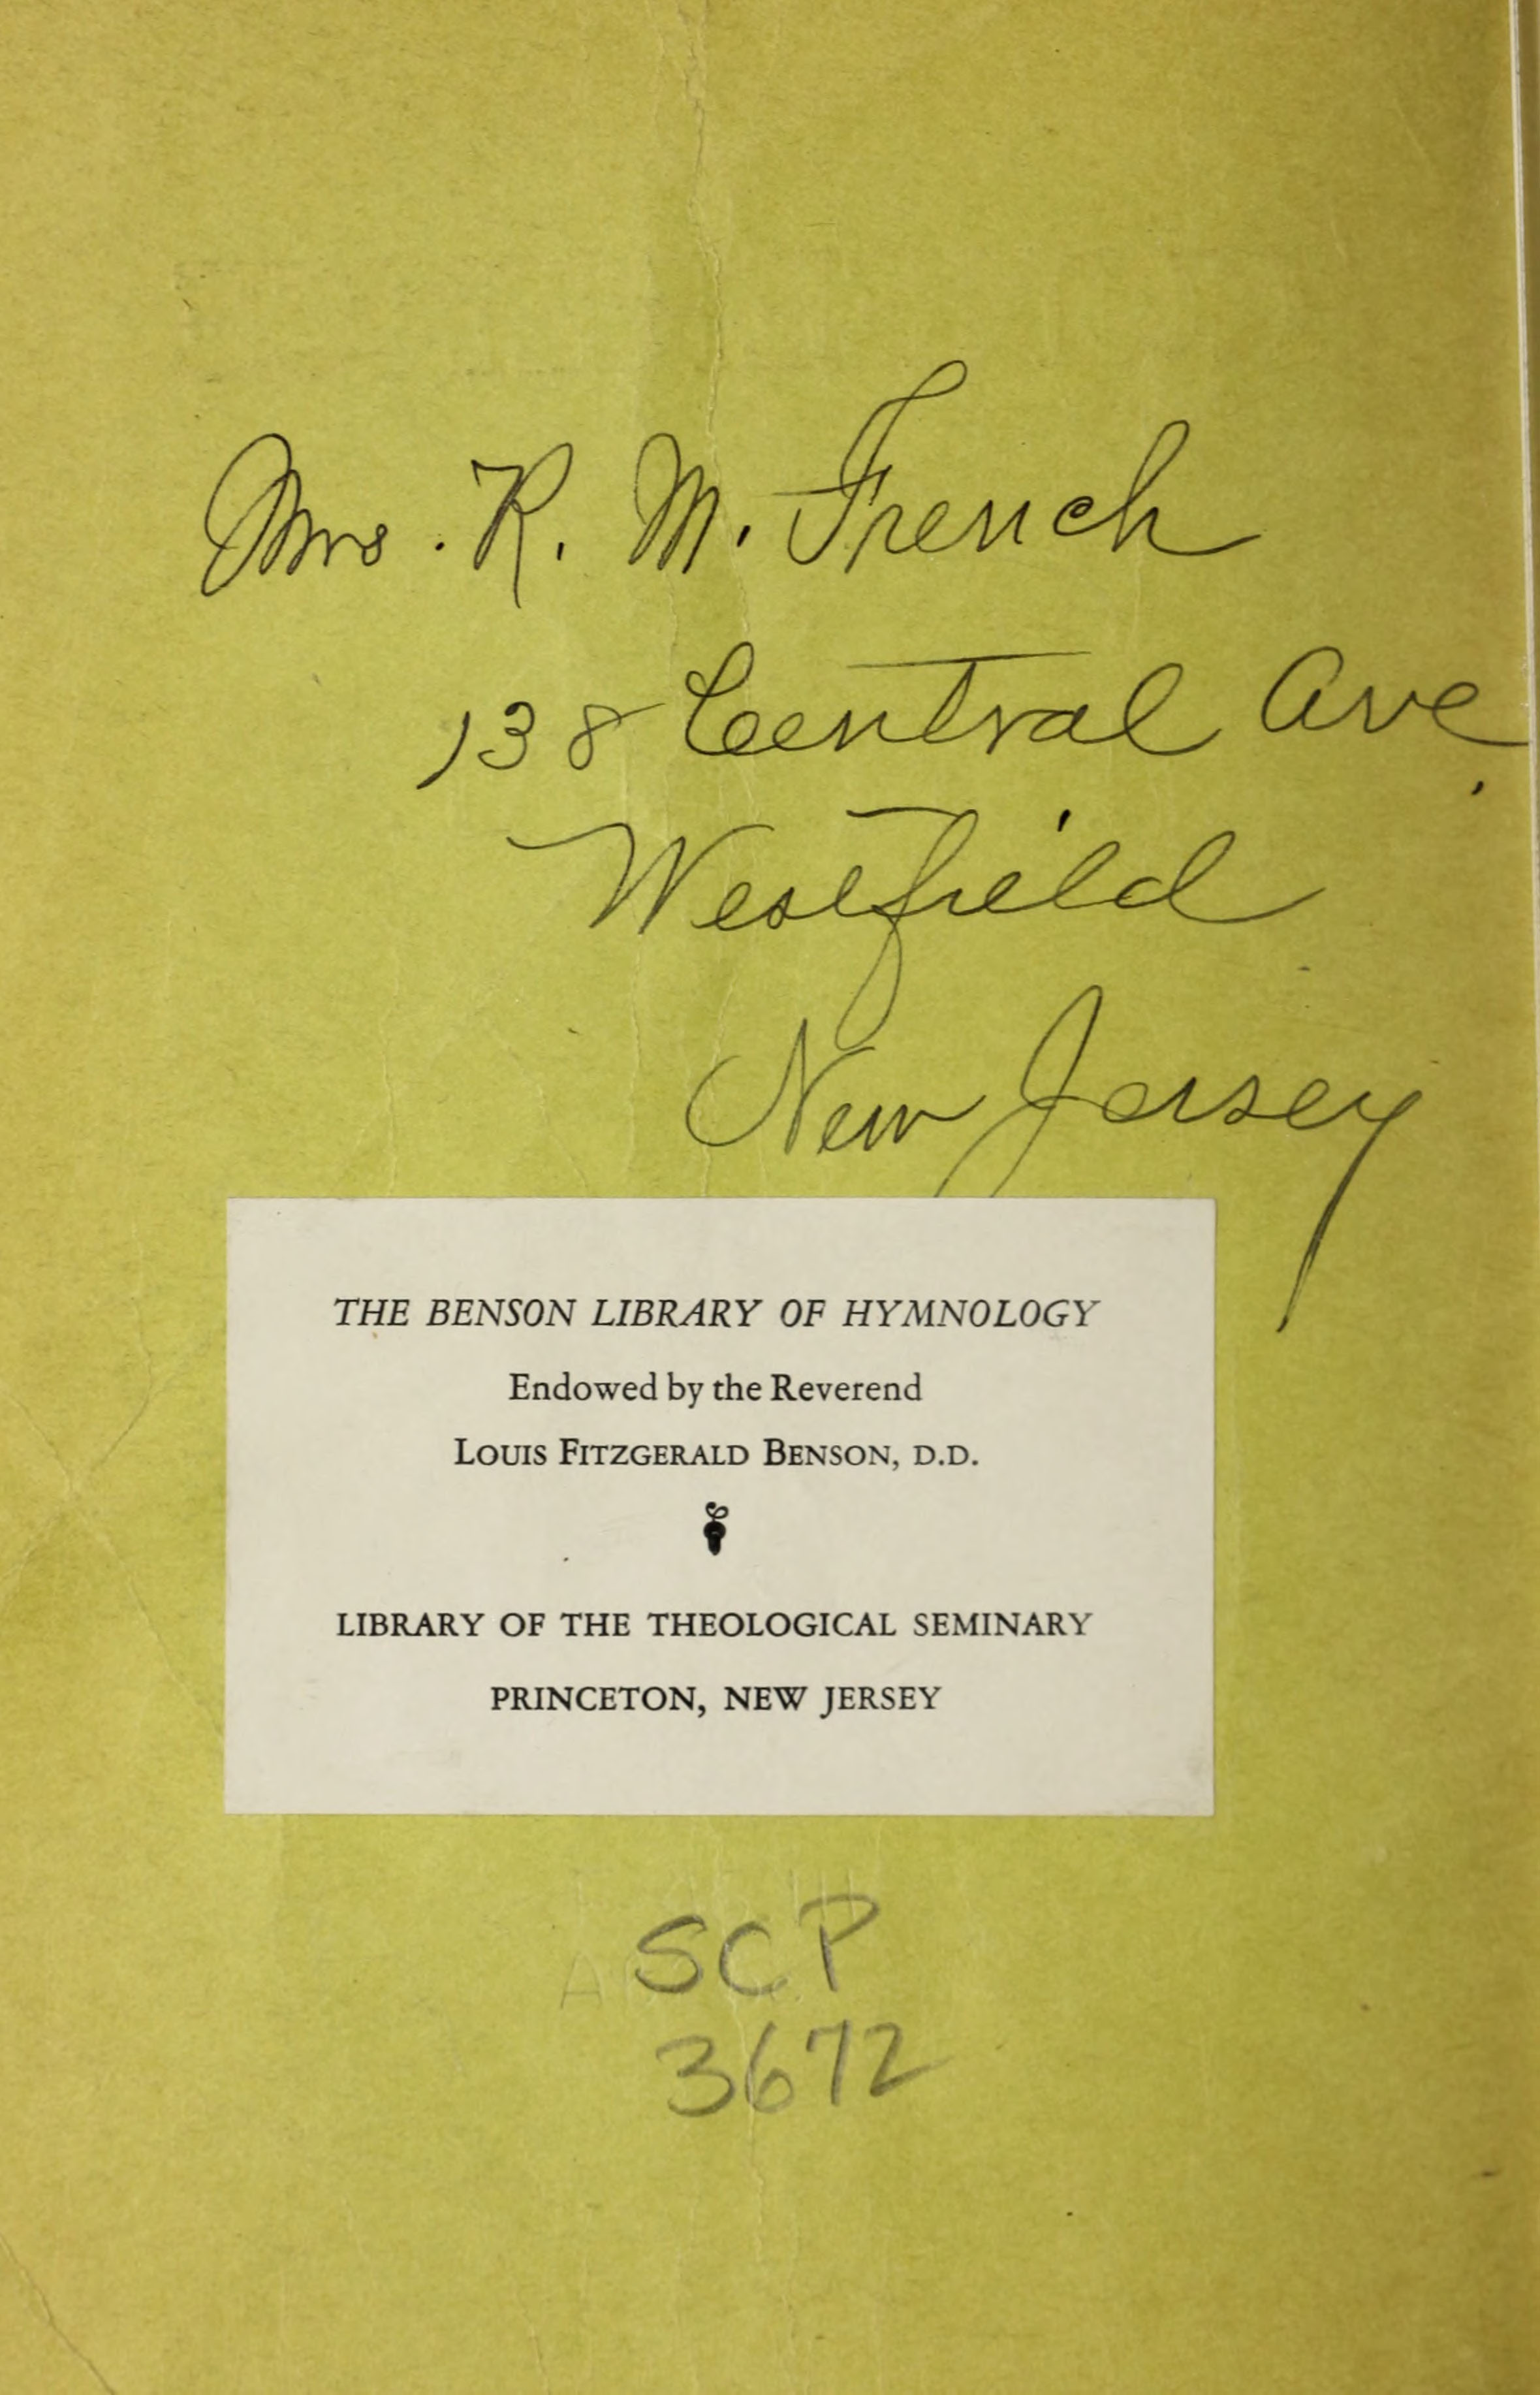 Mrs. R. M. French
138 Central Ave.
Westfield
New Jersey
THE BENSON LIBRARY OF HYMNOLOGY
Endowed by the Reverend
LOUIS FITZGERALD BENSON, D.D.
LIBRARY OF THE THEOLOGICAL SEMINARY
PRINCETON, NEW JERSEY
SCP
3672